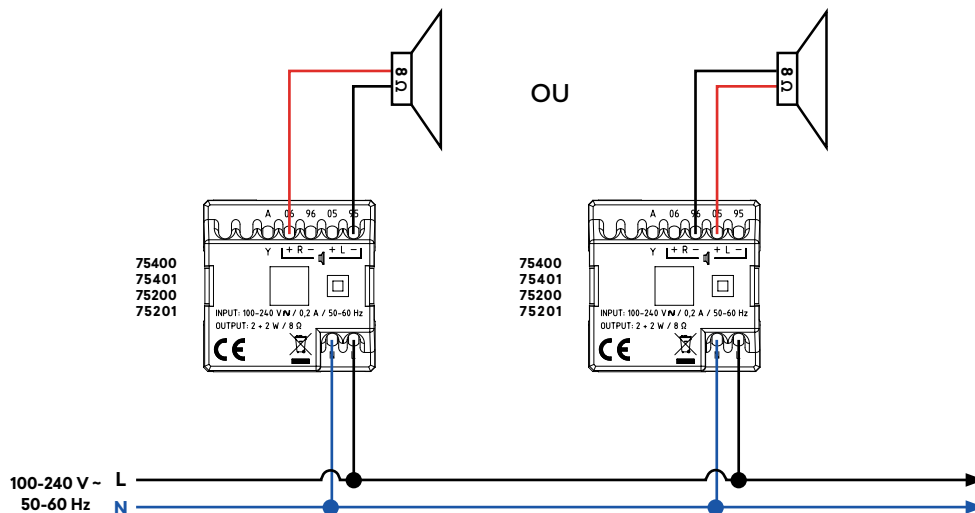 8 Ω
OU
8 Ω
A 06 96 05 95
Y + R – + L –
75400
75401
75200
75201
INPUT: 100-240 V~ / 0,2 A / 50-60 Hz
OUTPUT: 2 + 2 W / 8 Ω
CE
N L
A 06 96 05 95
Y + R – + L –
75400
75401
75200
75201
INPUT: 100-240 V~ / 0,2 A / 50-60 Hz
OUTPUT: 2 + 2 W / 8 Ω
CE
N L
100-240 V ~ L
50-60 Hz N